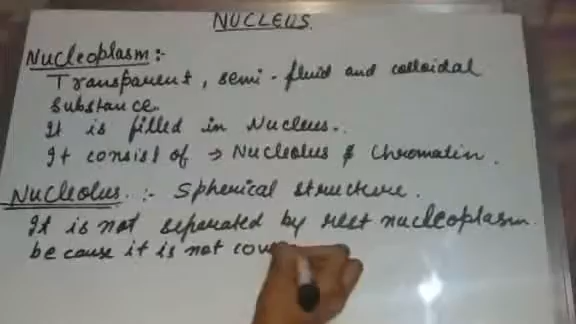 NUCLEUS
Nucleoplasm :-
Transparent, semi-fluid and colloidal
substance.
It is filled in Nucleus.
It consist of → Nucleolus & Chromatin.
Nucleolus :- Spherical structure.
It is not separated by rest nucleoplasm
because it is not cov